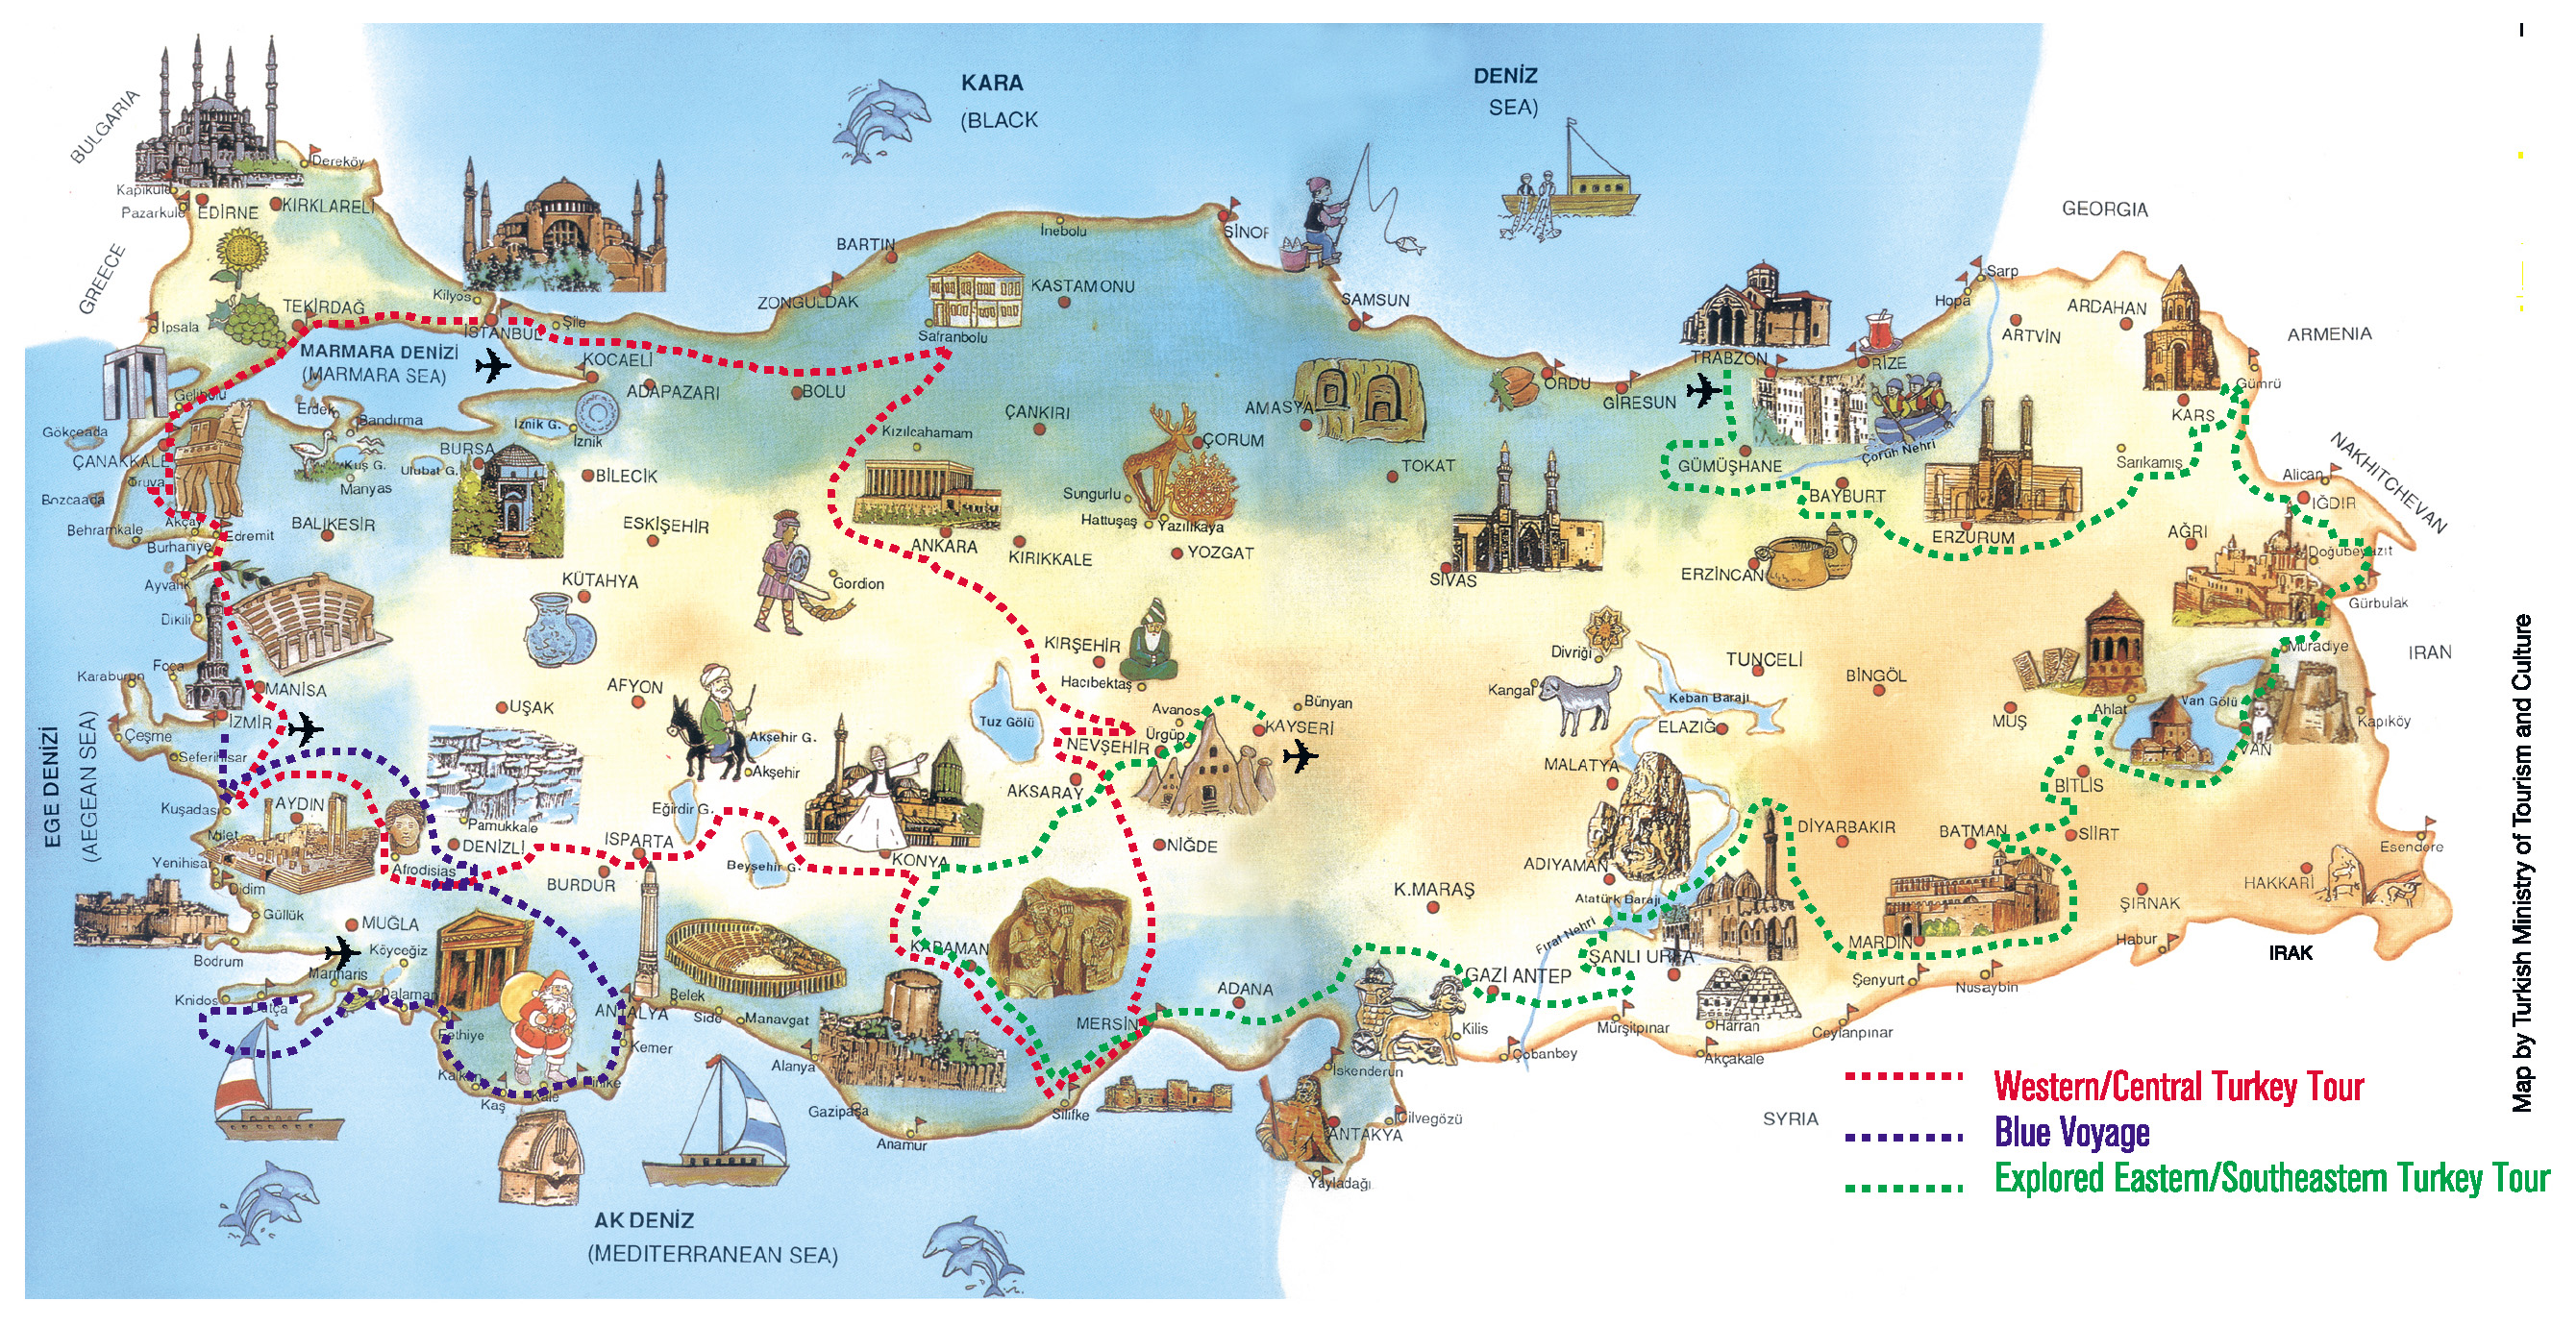 KARA
(BLACK
DENİZ
SEA)
BULGARIA
Dereköy
Kapıkule
Pazarkule
EDİRNE
KIRKLARELİ
GREECE
GEORGIA
İnebolu
SİNOP
BARTIN
KASTAMONU
ZONGULDAK
SAMSUN
Sarp
Hopa
ARDAHAN
ARTVİN
ARMENIA
TEKİRDAĞ
Kilyos
İpsala
İSTANBUL
Şile
Safranbolu
MARMARA DENİZİ
(MARMARA SEA)
KOCAELİ
ADAPAZARI
BOLU
TRABZON
RİZE
ORDU
GİRESUN
Gümrü
KARS
Gelibolu
Erdek
Bandırma
İznik G.
İznik
ÇANKIRI
AMASYA
Gökçeada
ÇANAKKALE
BURSA
Kuş G.
Ulubat G.
Manyas
BİLECİK
Kızılcahamam
ÇORUM
TOKAT
GÜMÜŞHANE
Çoruh Nehri
Sarıkamış
NAKHITCHEVAN
Alican
IĞDIR
Truva
Bozcaada
Sungurlu
Hattuşaş
Yazılıkaya
BAYBURT
Behramkale
Akçay
Edremit
Burhaniye
BALIKESİR
ESKİŞEHİR
ANKARA
KIRIKKALE
YOZGAT
SİVAS
ERZİNCAN
ERZURUM
AĞRI
Doğubeyazıt
Gürbulak
Ayvalık
Dikili
KÜTAHYA
Gordion
KIRŞEHİR
Hacıbektaş
Divriği
Kangal
TUNCELİ
BİNGÖL
Muradiye
IRAN
Foça
Karaburun
MANİSA
UŞAK
AFYON
Tuz Gölü
Avanos
Ürgüp
Bünyan
KAYSERİ
Keban Barajı
ELAZIĞ
MUŞ
Ahlat
Van Gölü
VAN
Kapıköy
EGE DENİZİ
(AEGEAN SEA)
İZMİR
Çeşme
Seferihisar
Akşehir G.
Akşehir
NEVŞEHİR
AKSARAY
MALATYA
BİTLİS
Kuşadası
AYDIN
Milet
Yenihisar
Didim
Pamukkale
DENİZLİ
Afrodisias
Eğirdir G.
ISPARTA
BURDUR
Beyşehir G.
KONYA
NİĞDE
ADIYAMAN
DİYARBAKIR
BATMAN
SİİRT
Esendere
HAKKARİ
Güllük
MUĞLA
Köyceğiz
Bodrum
Marmaris
Dalaman
Knidos
Datça
K.MARAŞ
Atatürk Barajı
Fırat Nehri
ŞANLI URFA
MARDİN
ŞIRNAK
Habur
IRAK
Şenyurt
Nusaybin
KARAMAN
Fethiye
Kalkan
Kaş
Kale
Finike
ANTALYA
Kemer
Belek
Side
Manavgat
Alanya
Gazipaşa
Anamur
MERSİN
Silifke
ADANA
GAZİ ANTEP
Kilis
Çobanbey
Mürşitpınar
Harran
Akçakale
Ceylanpınar
İskenderun
Cilvegözü
ANTAKYA
Yayladağı
SYRIA
AK DENİZ
(MEDITERRANEAN SEA)
Western/Central Turkey Tour
Blue Voyage
Explored Eastern/Southeastern Turkey Tour
Map by Turkish Ministry of Tourism and Culture